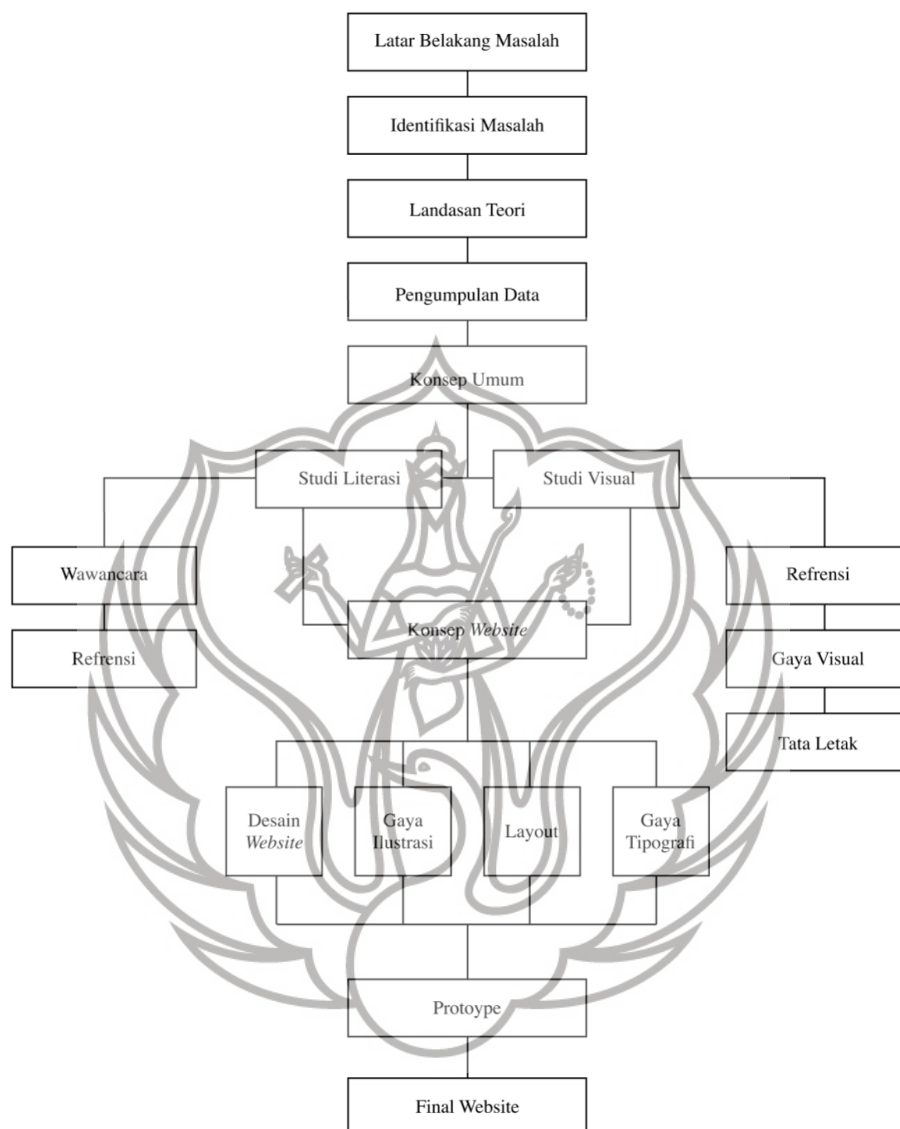 Latar Belakang Masalah
Identifikasi Masalah
Landasan Teori
Pengumpulan Data
Konsep Umum
Studi Literasi
Studi Visual
Wawancara
Refrensi
Refrensi
Gaya Visual
Tata Letak
Konsep Website
Desain
Website
Gaya
Ilustrasi
Layout
Gaya
Tipografi
Protoype
Final Website